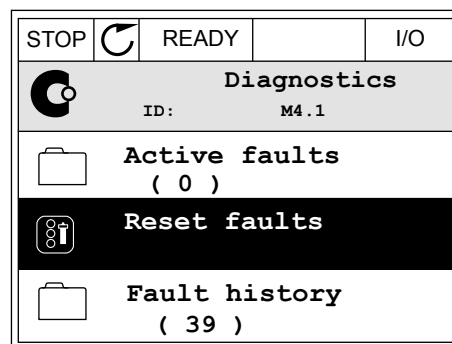 STOP READY I/O
Diagnostics
ID: M4.1
Active faults
( 0 )
Reset faults
Fault history
( 39 )